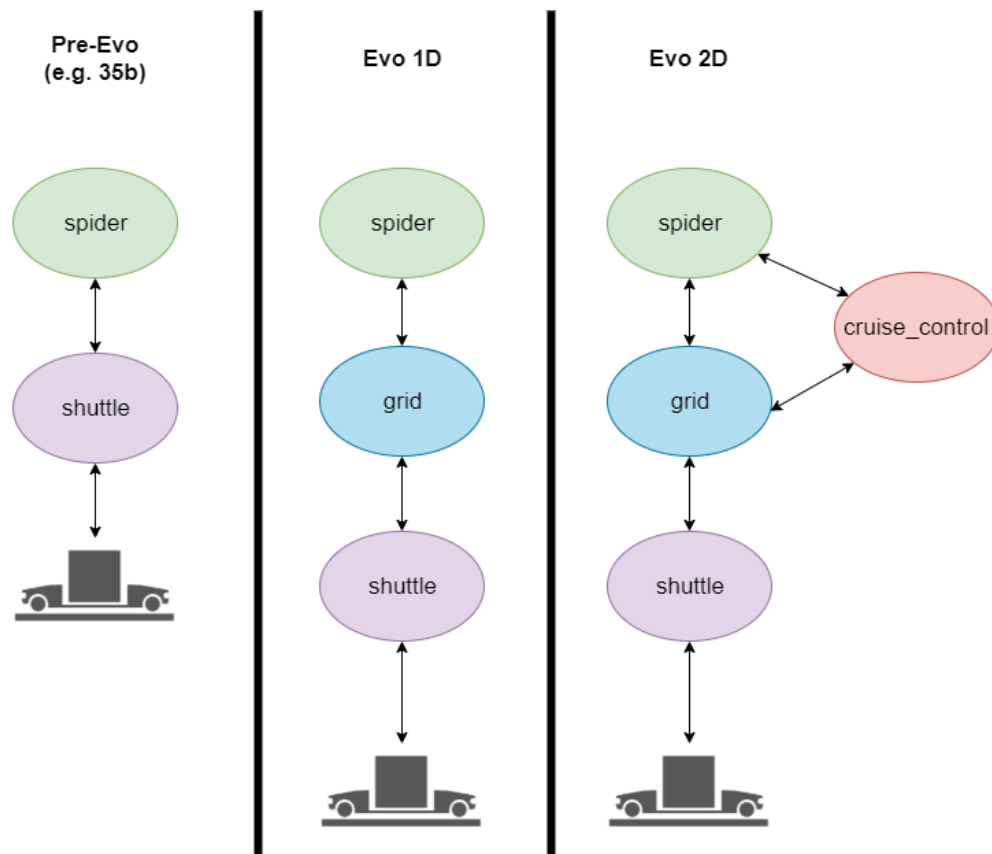 Pre-Evo
(e.g. 35b)
Evo 1D
Evo 2D
spider
spider
spider
cruise_control
shuttle
grid
grid
shuttle
shuttle